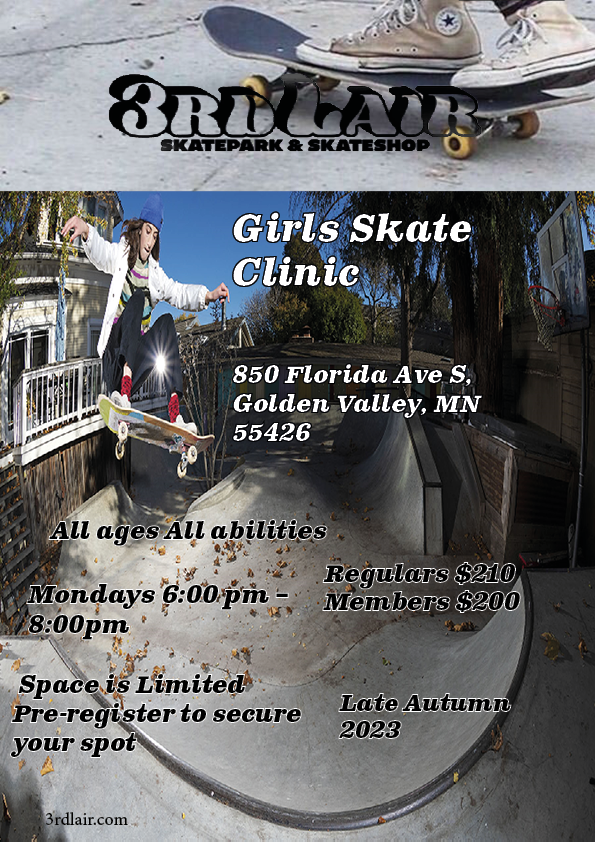 3RD LAIR
SKATEPARK & SKATESHOP
Girls Skate
Clinic
850 Florida Ave S,
Golden Valley, MN
55426
All ages All abilities
Regulars $210
Members $200
Mondays 6:00 pm –
8:00pm
Space is Limited
Pre-register to secure
your spot
Late Autumn
2023
3rdlair.com